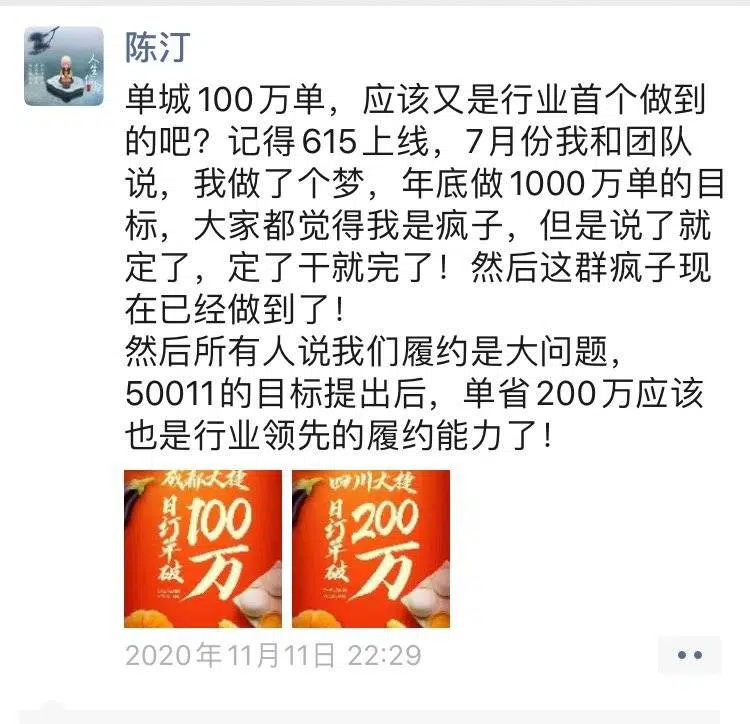 陈汀
单城100万单，应该又是行业首个做到
的吧？记得615上线，7月份我和团队
说，我做了个梦，年底做1000万单的目
标，大家都觉得我是疯子，但是说了就
定了，定了干就完了！然后这群疯子现
在已经做到了！
然后所有人说我们履约是大问题，
50011的目标提出后，单省200万应该
也是行业领先的履约能力了！
成都大捷
日订单破
100
万
四川大捷
日订单破
200
万
2020年11月11日 22:29